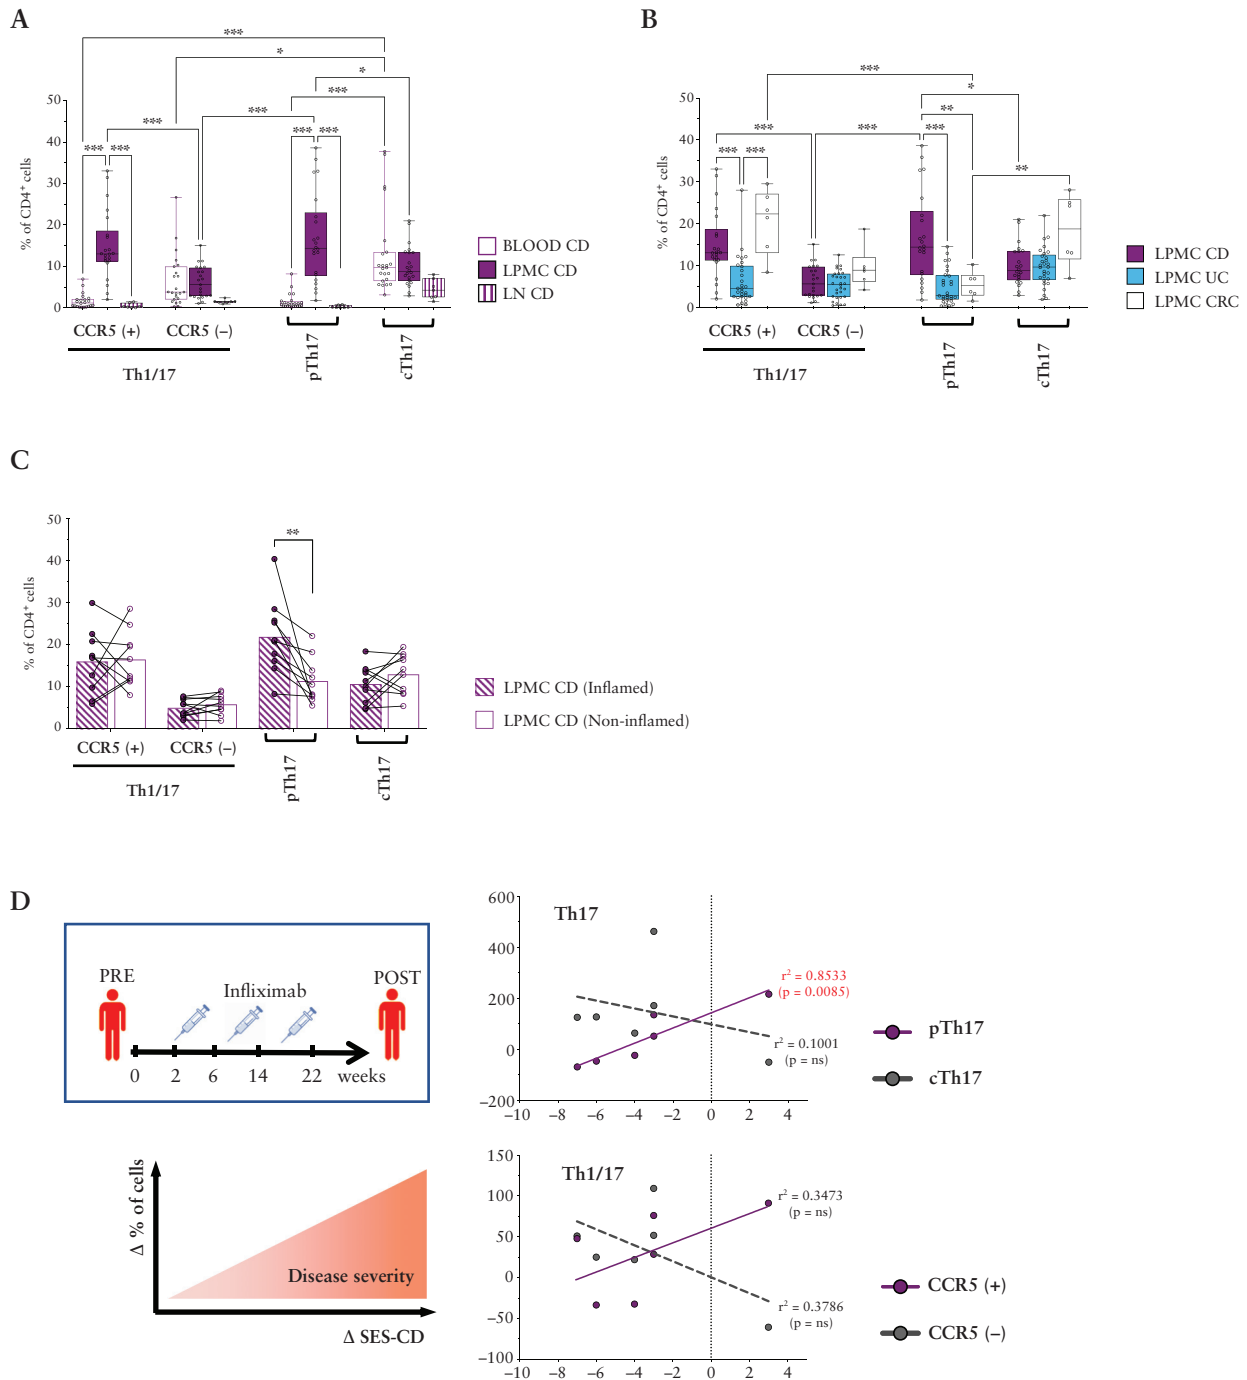 A
***
*
*
***
***
***
*** ***
*** ***
50
40
30
20
10
0
% of CD4+ cells
CCR5 (+)
CCR5 (−)
Th1/17
pTh17
cTh17
BLOOD CD
LPMC CD
LN CD
B
***
*
**
***
***
***
*** ***
**
50
40
30
20
10
0
% of CD4+ cells
CCR5 (+)
CCR5 (−)
Th1/17
pTh17
cTh17
LPMC CD
LPMC UC
LPMC CRC
C
**
50
40
30
20
10
0
% of CD4+ cells
CCR5 (+)
CCR5 (−)
Th1/17
pTh17
cTh17
LPMC CD (Inflamed)
LPMC CD (Non-inflamed)
D
PRE
Infliximab
POST
0 2 6 14 22 weeks
Δ % of cells
Disease severity
Δ SES-CD
Th17
600
400
200
0
−200
−10 −8 −6 −4 −2 0 2 4
r2 = 0.8533
(p = 0.0085)
r2 = 0.1001
(p = ns)
pTh17
cTh17
Th1/17
150
100
50
0
−50
−100
−10 −8 −6 −4 −2 0 2 4
r2 = 0.3473
(p = ns)
r2 = 0.3786
(p = ns)
CCR5 (+)
CCR5 (−)